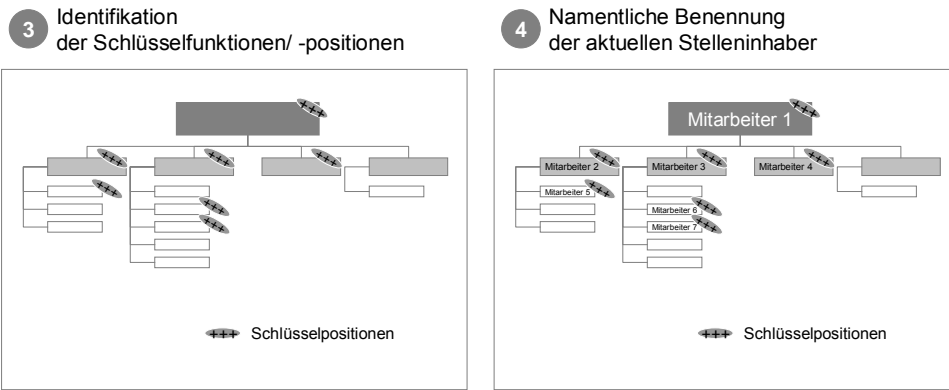 3
Identifikation
der Schlüsselfunktionen/ -positionen
+++
+++
+++
+++
+++
+++
+++
+++ Schlüsselpositionen
4
Namentliche Benennung
der aktuellen Stelleninhaber
Mitarbeiter 1 +++
Mitarbeiter 2 +++
Mitarbeiter 3 +++
Mitarbeiter 4 +++
Mitarbeiter 5 +++
Mitarbeiter 6 +++
Mitarbeiter 7 +++
+++ Schlüsselpositionen